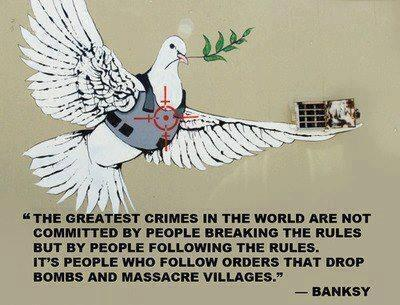 “THE GREATEST CRIMES IN THE WORLD ARE NOT
COMMITTED BY PEOPLE BREAKING THE RULES
BUT BY PEOPLE FOLLOWING THE RULES.
IT’S PEOPLE WHO FOLLOW ORDERS THAT DROP
BOMBS AND MASSACRE VILLAGES.”
— BANKSY